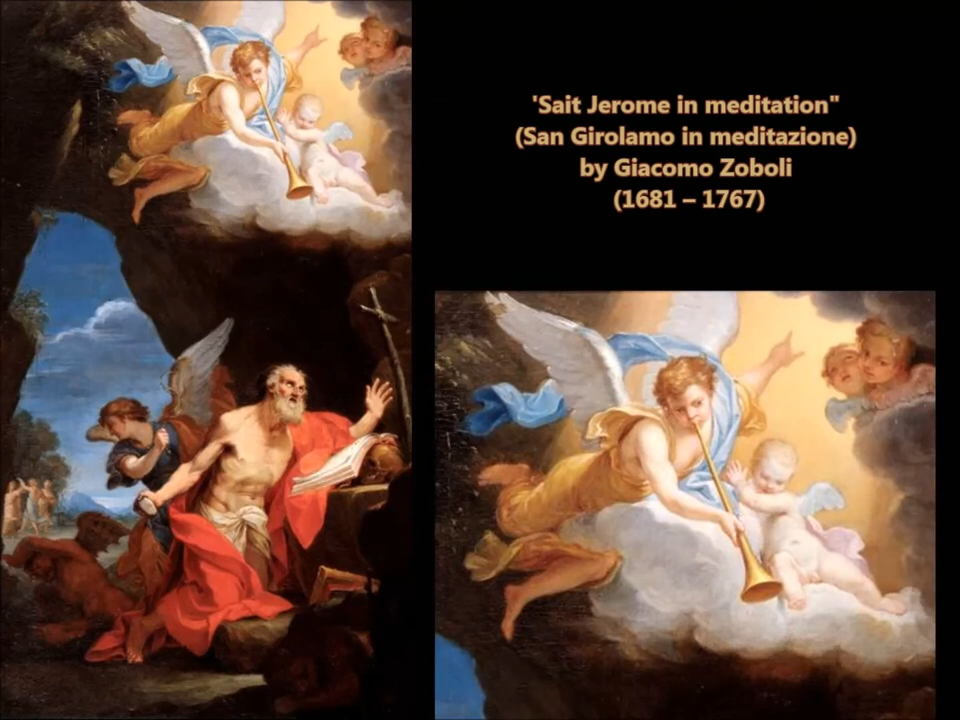 'Sait Jerome in meditation"
(San Girolamo in meditazione)
by Giacomo Zoboli
(1681 – 1767)